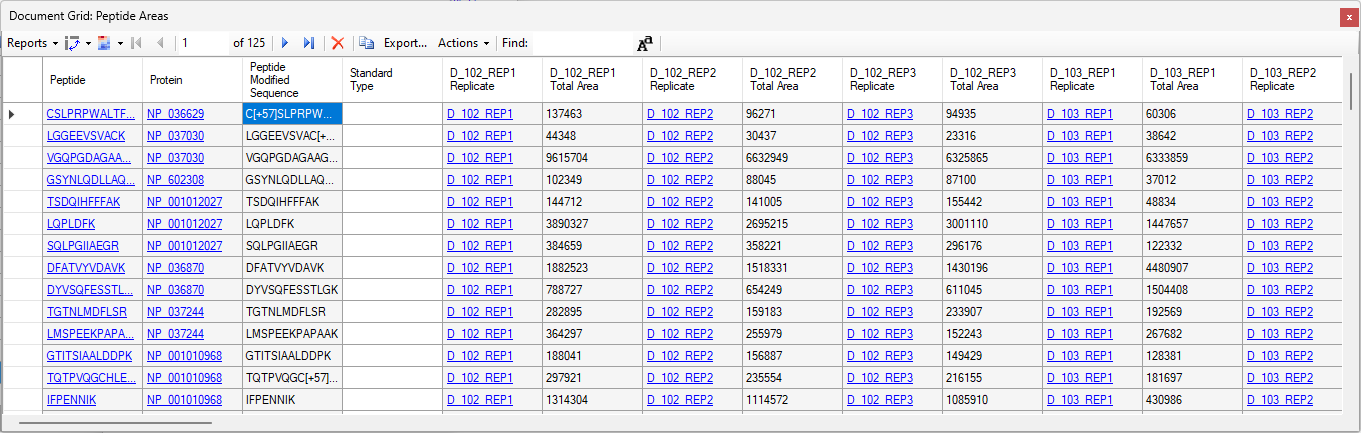 Document Grid: Peptide Areas
x
Reports 1 of 125 Export... Actions Find: Aa
Peptide Protein Peptide Modified Sequence Standard Type D_102_REP1 Replicate D_102_REP1 Total Area D_102_REP2 Replicate D_102_REP2 Total Area D_102_REP3 Replicate D_102_REP3 Total Area D_103_REP1 Replicate D_103_REP1 Total Area D_103_REP2 Replicate
CSLPRPWALTF... NP_036629 C[+57]SLPRPW... D_102_REP1 137463 D_102_REP2 96271 D_102_REP3 94935 D_103_REP1 60306 D_103_REP2
LGGEEVSVACK NP_037030 LGGEEVSVAC[+... D_102_REP1 44348 D_102_REP2 30437 D_102_REP3 23316 D_103_REP1 38642 D_103_REP2
VGQPGDAGAA... NP_037030 VGQPGDAGAAG... D_102_REP1 9615704 D_102_REP2 6632949 D_102_REP3 6325865 D_103_REP1 6333859 D_103_REP2
GSYNLQDLLAQ... NP_602308 GSYNLQDLLAQ... D_102_REP1 102349 D_102_REP2 88045 D_102_REP3 87100 D_103_REP1 37012 D_103_REP2
TSDQIHFFFAK NP_001012027 TSDQIHFFFAK D_102_REP1 144712 D_102_REP2 141005 D_102_REP3 155442 D_103_REP1 48834 D_103_REP2
LQPLDFK NP_001012027 LQPLDFK D_102_REP1 3890327 D_102_REP2 2695215 D_102_REP3 3001110 D_103_REP1 1447657 D_103_REP2
SQLPGIIAEGR NP_001012027 SQLPGIIAEGR D_102_REP1 384659 D_102_REP2 358221 D_102_REP3 296176 D_103_REP1 122332 D_103_REP2
DFATVYVDAVK NP_036870 DFATVYVDAVK D_102_REP1 1882523 D_102_REP2 1518331 D_102_REP3 1430196 D_103_REP1 4480907 D_103_REP2
DYVSQFESSTL... NP_036870 DYVSQFESSTLGK D_102_REP1 788727 D_102_REP2 654249 D_102_REP3 611045 D_103_REP1 1504408 D_103_REP2
TGTNLMDFLSR NP_037244 TGTNLMDFLSR D_102_REP1 282895 D_102_REP2 159183 D_102_REP3 233907 D_103_REP1 192569 D_103_REP2
LMSPEEKPAPA... NP_037244 LMSPEEKPAPAAK D_102_REP1 364297 D_102_REP2 255979 D_102_REP3 152243 D_103_REP1 267682 D_103_REP2
GTITSIAALDDPK NP_001010968 GTITSIAALDDPK D_102_REP1 188041 D_102_REP2 156887 D_102_REP3 149429 D_103_REP1 128381 D_103_REP2
TQTPVQGCHLE... NP_001010968 TQTPVQGC[+57]... D_102_REP1 297921 D_102_REP2 235554 D_102_REP3 216155 D_103_REP1 181697 D_103_REP2
IFPENNIK NP_001010968 IFPENNIK D_102_REP1 1314304 D_102_REP2 1114572 D_102_REP3 1085910 D_103_REP1 430986 D_103_REP2